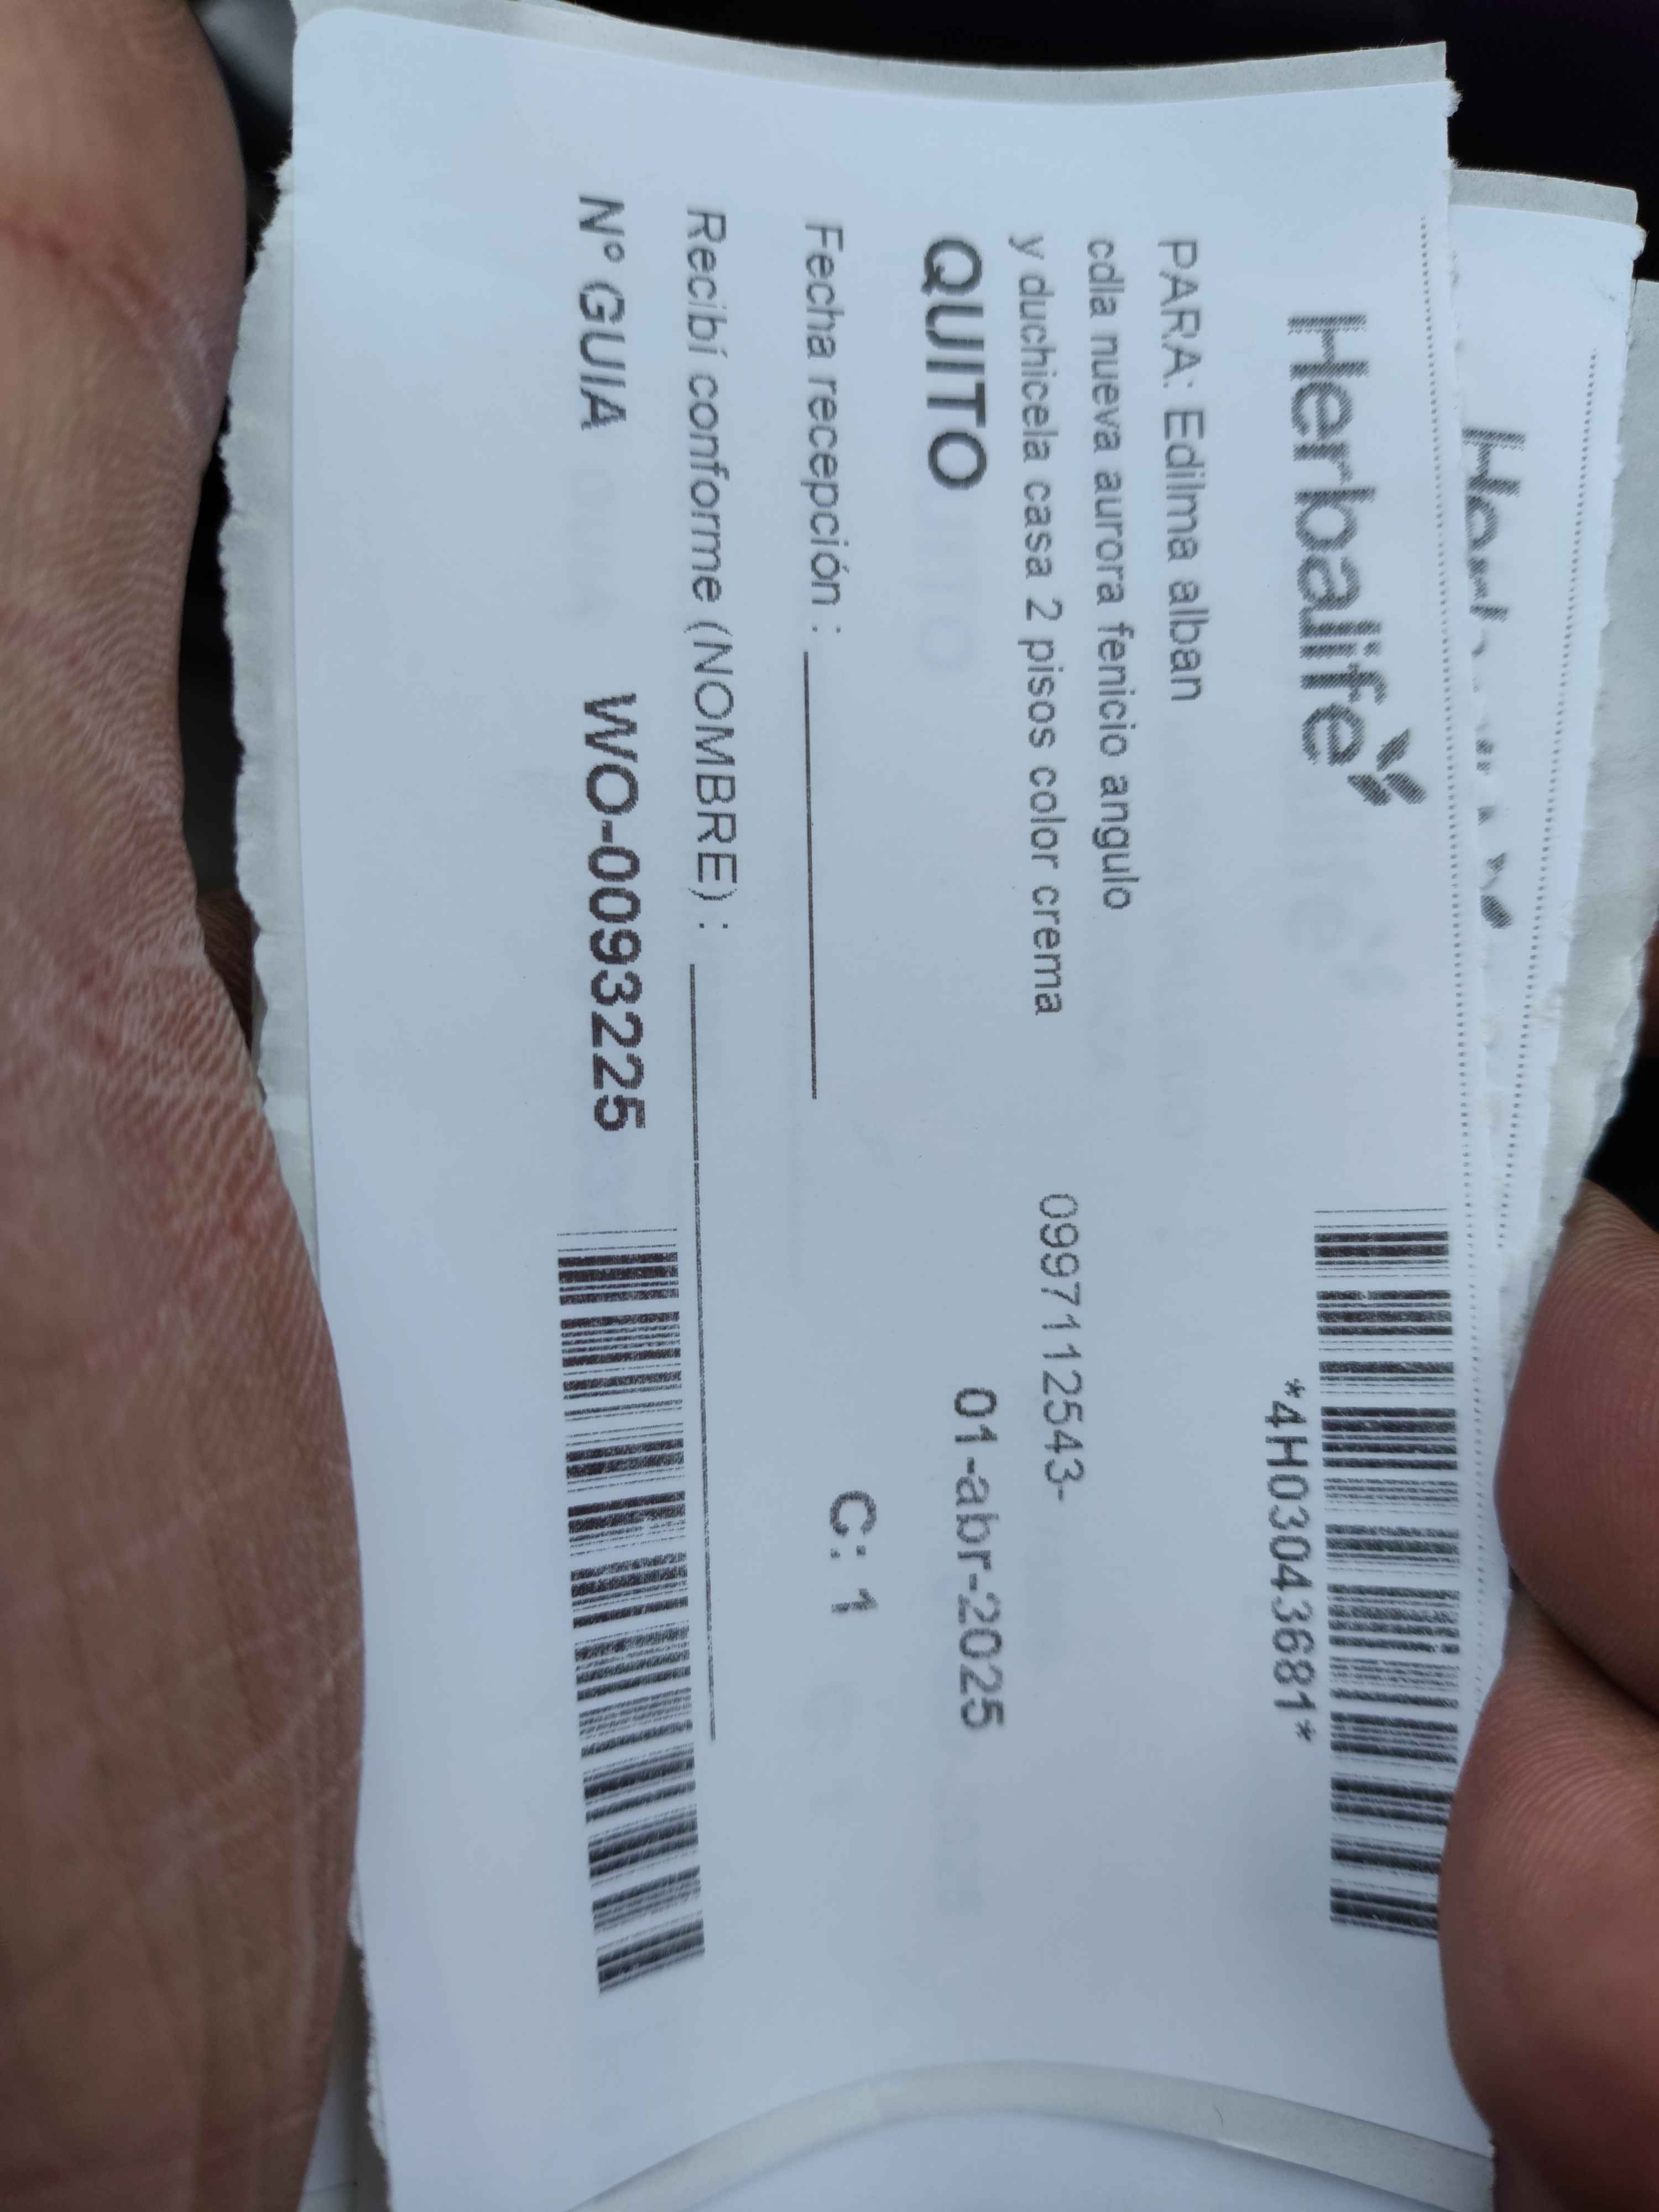 Herbalife
*4H03043681*
PARA: Edilma alban
cdla nueva aurora fenicio angulo
y duchicela casa 2 pisos color crema 0997112543-
QUITO 01-abr-2025
Fecha recepción : C: 1
Recibí conforme (NOMBRE) :
Nº GUIA WO-0093225